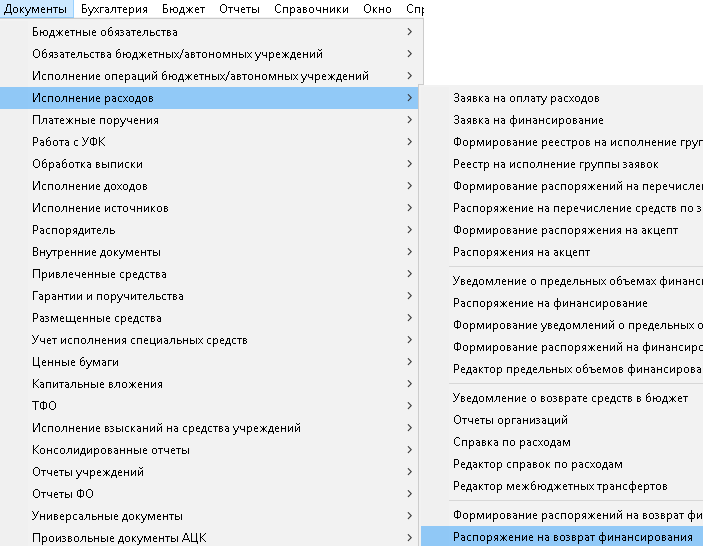 Документы Бухгалтерия Бюджет Отчеты Справочники Окно
Бюджетные обязательства
Обязательства бюджетных/автономных учреждений
Исполнение операций бюджетных/автономных учреждений
Исполнение расходов
Платежные поручения
Работа с УФК
Обработка выписки
Исполнение доходов
Исполнение источников
Распорядитель
Внутренние документы
Привлеченные средства
Гарантии и поручительства
Размещенные средства
Учет исполнения специальных средств
Ценные бумаги
Капитальные вложения
ТФО
Исполнение взысканий на средства учреждений
Консолидированные отчеты
Отчеты учреждений
Отчеты ФО
Универсальные документы
Произвольные документы АЦК
Заявка на оплату расходов
Заявка на финансирование
Формирование реестров на исполнение
Реестр на исполнение группы заявок
Формирование распоряжений на
Распоряжение на перечисление средств по
Формирование распоряжения на акцепт
Распоряжения на акцепт
Уведомление о предельных объемах
Распоряжение на финансирование
Формирование уведомлений о предельных
Формирование распоряжений на
Редактор предельных объемов
Уведомление о возврате средств в бюджет
Отчеты организаций
Справка по расходам
Редактор справок по расходам
Редактор межбюджетных трансфертов
Формирование распоряжений на возврат
Распоряжение на возврат финансирования